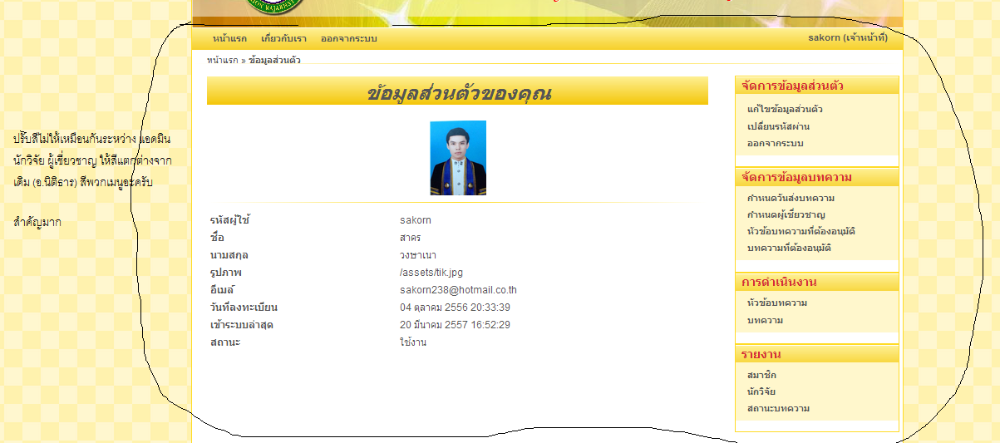 หน้าแรก เกี่ยวกับเรา ออกจากระบบ
sakorn (เจ้าหน้าที่)
หน้าแรก » ข้อมูลส่วนตัว
ปรับสีไม่ให้เหมือนกันระหว่าง แอดมิน
นักวิจัย ผู้เชี่ยวชาญ ให้สีแตกต่างจาก
เดิม (อ.นิติธาร) สีพวกเมนูอะครับ
สำคัญมาก
ข้อมูลส่วนตัวของคุณ
รหัสผู้ใช้ sakorn
ชื่อ สาคร
นามสกุล วงษาเนา
รูปภาพ /assets/tik.jpg
อีเมล์ sakorn238@hotmail.co.th
วันที่ลงทะเบียน 04 ตุลาคม 2556 20:33:39
เข้าระบบล่าสุด 20 มีนาคม 2557 16:52:29
สถานะ ใช้งาน
จัดการข้อมูลส่วนตัว
แก้ไขข้อมูลส่วนตัว
เปลี่ยนรหัสผ่าน
ออกจากระบบ
จัดการข้อมูลบทความ
กำหนดวันส่งบทความ
กำหนดผู้เชี่ยวชาญ
หัวข้อบทความที่ต้องอนุมัติ
บทความที่ต้องอนุมัติ
การดำเนินงาน
หัวข้อบทความ
บทความ
รายงาน
สมาชิก
นักวิจัย
สถานะบทความ